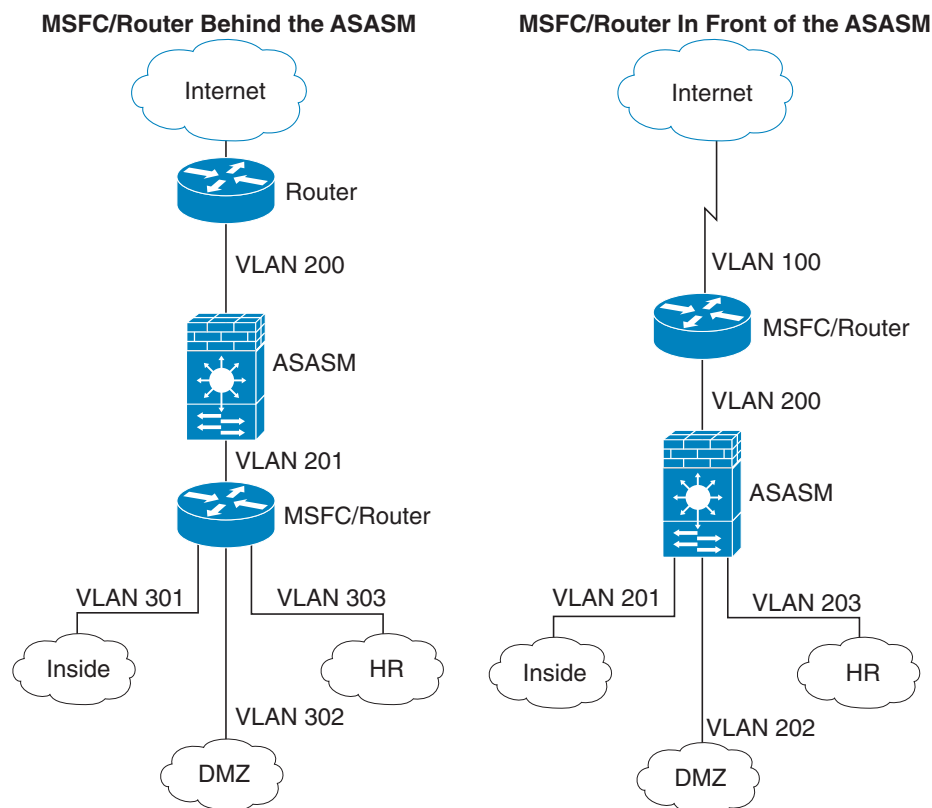 MSFC/Router Behind the ASASM
Internet
Router
VLAN 200
ASASM
VLAN 201
MSFC/Router
VLAN 301
VLAN 303
Inside
HR
VLAN 302
DMZ
MSFC/Router In Front of the ASASM
Internet
VLAN 100
MSFC/Router
VLAN 200
ASASM
VLAN 201
VLAN 203
Inside
HR
VLAN 202
DMZ